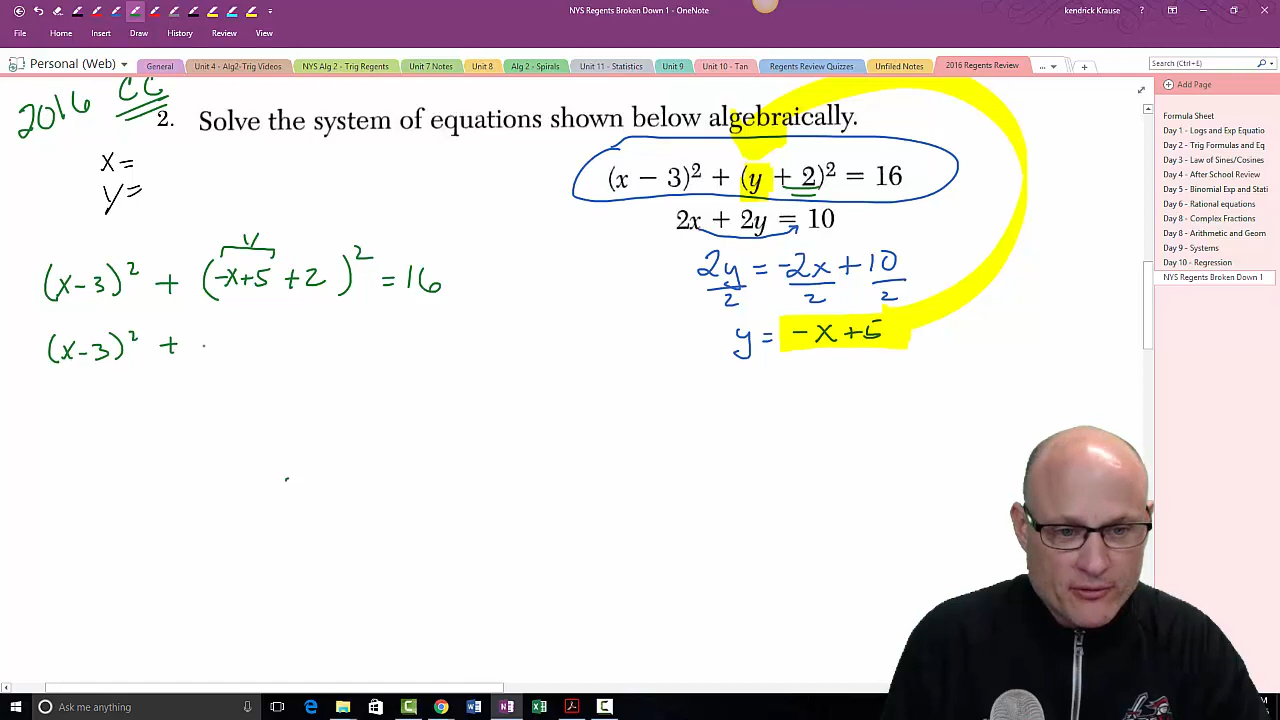 NYS Regents Broken Down 1 - OneNote
kendrick Krause
?
File Home Insert Draw History Review View
Personal (Web) General Unit 4 - Alg2-Trig Videos NYS Alg 2 - Trig Regents Unit 7 Notes Unit 8 Alg 2 - Spirals Unit 11 - Statistics Unit 9 Unit 10 - Tan Regents Review Quizzes Unfiled Notes 2016 Regents Review ... Search (Ctrl+E)
2016 CC
2. Solve the system of equations shown below algebraically.
(x − 3)² + (y + 2)² = 16
2x + 2y = 10
x =
y =
(x-3)² + (-x+5 +2)² = 16
y
2y = -2x + 10
2 2 2
y = -x+5
(x-3)² +
Add Page
Formula Sheet
Day 1 - Logs and Exp Equatio
Day 2 - Trig Formulas and Eq
Day 3 - Law of Sines/Cosines
Day 4 - After School Review
Day 5 - Binomial Exp and Stati
Day 6 - Rational equations
Day 8 - Complex Fractions
Day 8 - Arithmetic and Geom
Day 9 - Systems
Day 10 - Regression
NYS Regents Broken Down 1
Ask me anything